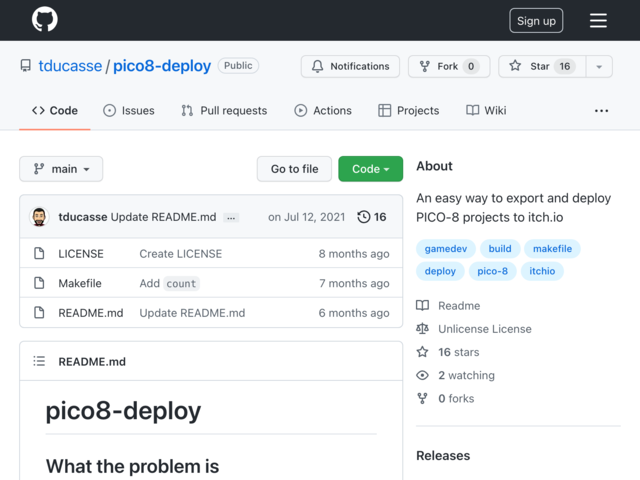 Sign up
tducasse / pico8-deploy Public
Notifications Fork 0 Star 16
Code Issues Pull requests Actions Projects Wiki ...
main Go to file Code
tducasse Update README.md ... on Jul 12, 2021 16
LICENSE Create LICENSE 8 months ago
Makefile Add count 7 months ago
README.md Update README.md 6 months ago
README.md
pico8-deploy
What the problem is
About
An easy way to export and deploy
PICO-8 projects to itch.io
gamedev build makefile
deploy pico-8 itchio
Readme
Unlicense License
16 stars
2 watching
0 forks
Releases